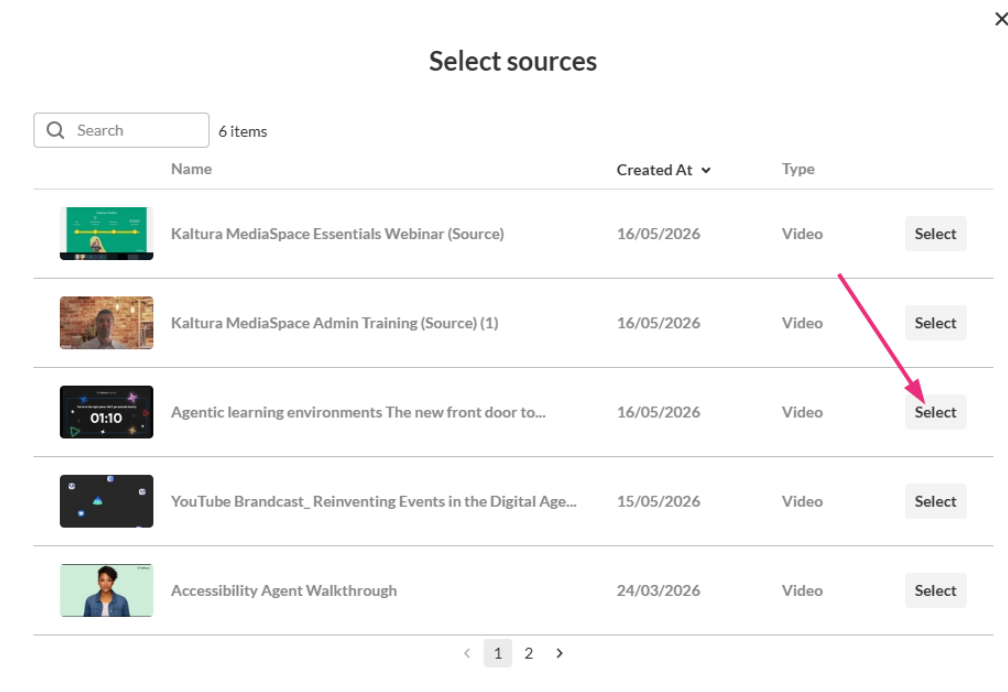 Select sources
Search
6 items
Name Created At Type
Kaltura MediaSpace Essentials Webinar (Source) 16/05/2026 Video Select
Kaltura MediaSpace Admin Training (Source) (1) 16/05/2026 Video Select
01:10
Agentic learning environments The new front door to... 16/05/2026 Video Select
YouTube Brandcast_ Reinventing Events in the Digital Age... 15/05/2026 Video Select
Accessibility Agent Walkthrough 24/03/2026 Video Select
1 2